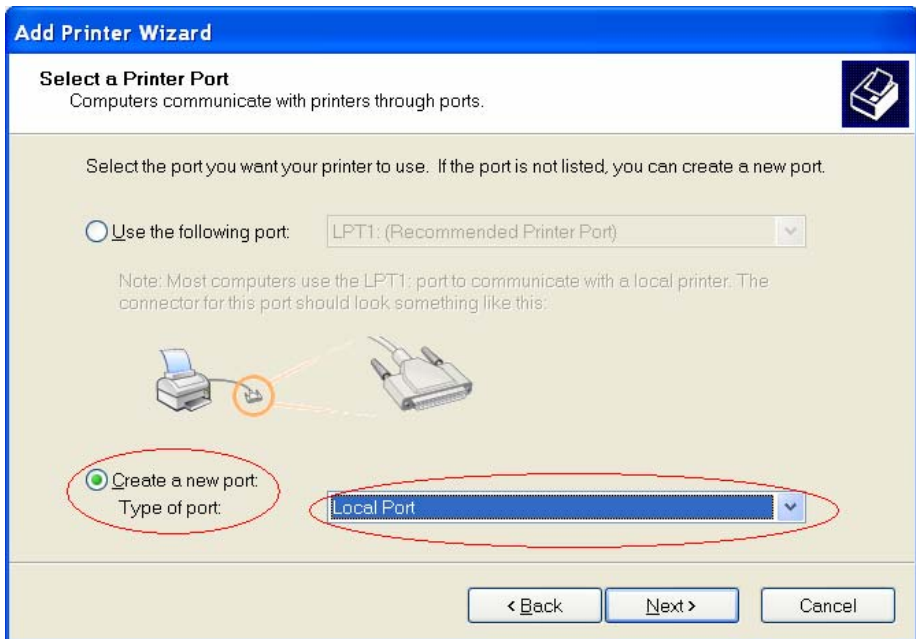 Add Printer Wizard
Select a Printer Port
Computers communicate with printers through ports.
Select the port you want your printer to use. If the port is not listed, you can create a new port.
Use the following port: LPT1: (Recommended Printer Port)
Note: Most computers use the LPT1: port to communicate with a local printer. The
connector for this port should look something like this:
Create a new port:
Type of port: Local Port
< Back Next > Cancel